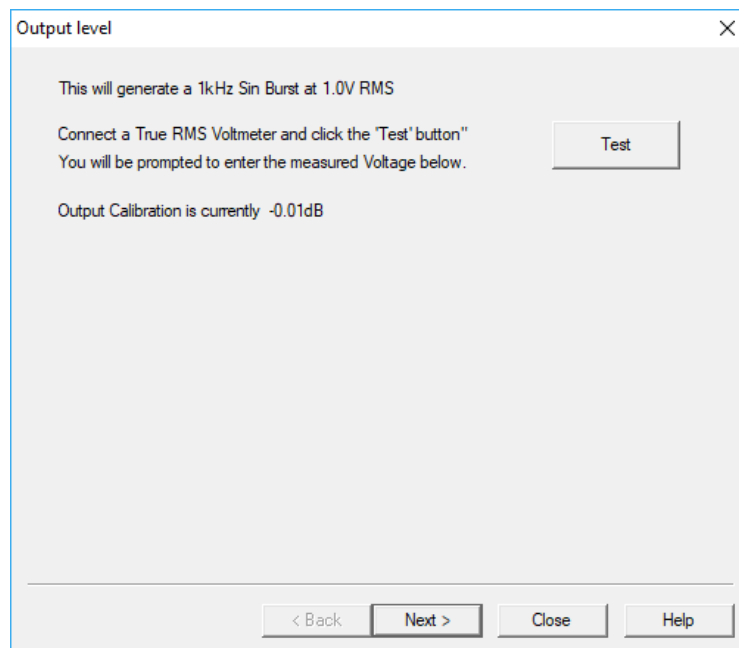 Output level
This will generate a 1kHz Sin Burst at 1.0V RMS
Connect a True RMS Voltmeter and click the 'Test' button"
You will be prompted to enter the measured Voltage below.
Test
Output Calibration is currently -0.01dB
< Back
Next >
Close
Help